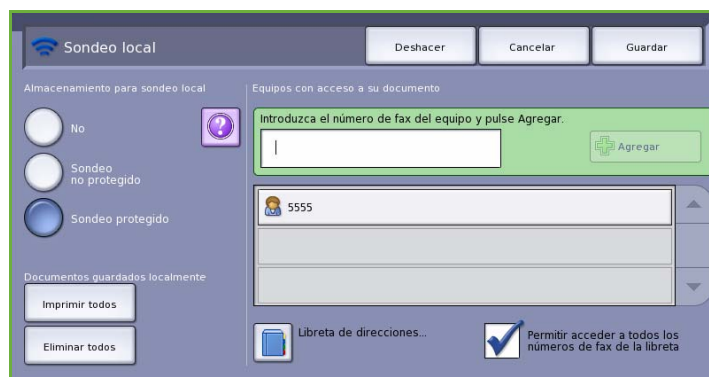 Sondeo local
Deshacer
Cancelar
Guardar
Almacenamiento para sondeo local
No
Sondeo
no protegido
Sondeo protegido
Documentos guardados localmente
Imprimir todos
Eliminar todos
Equipos con acceso a su documento
Introduzca el número de fax del equipo y pulse Agregar.
Agregar
5555
Libreta de direcciones...
Permitir acceder a todos los
números de fax de la libreta